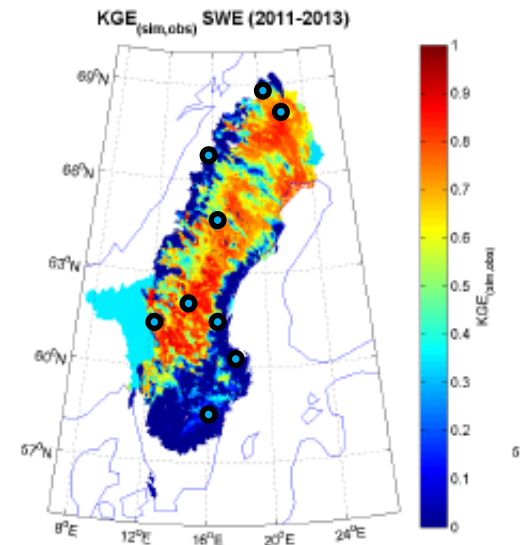 KGE(sim,obs) SWE (2011-2013)
69°N
66°N
63°N
60°N
57°N
8°E
12°E
16°E
20°E
24°E
1
0.9
0.8
0.7
0.6
0.5
0.4
0.3
0.2
0.1
0
KGE(sim,obs)
5